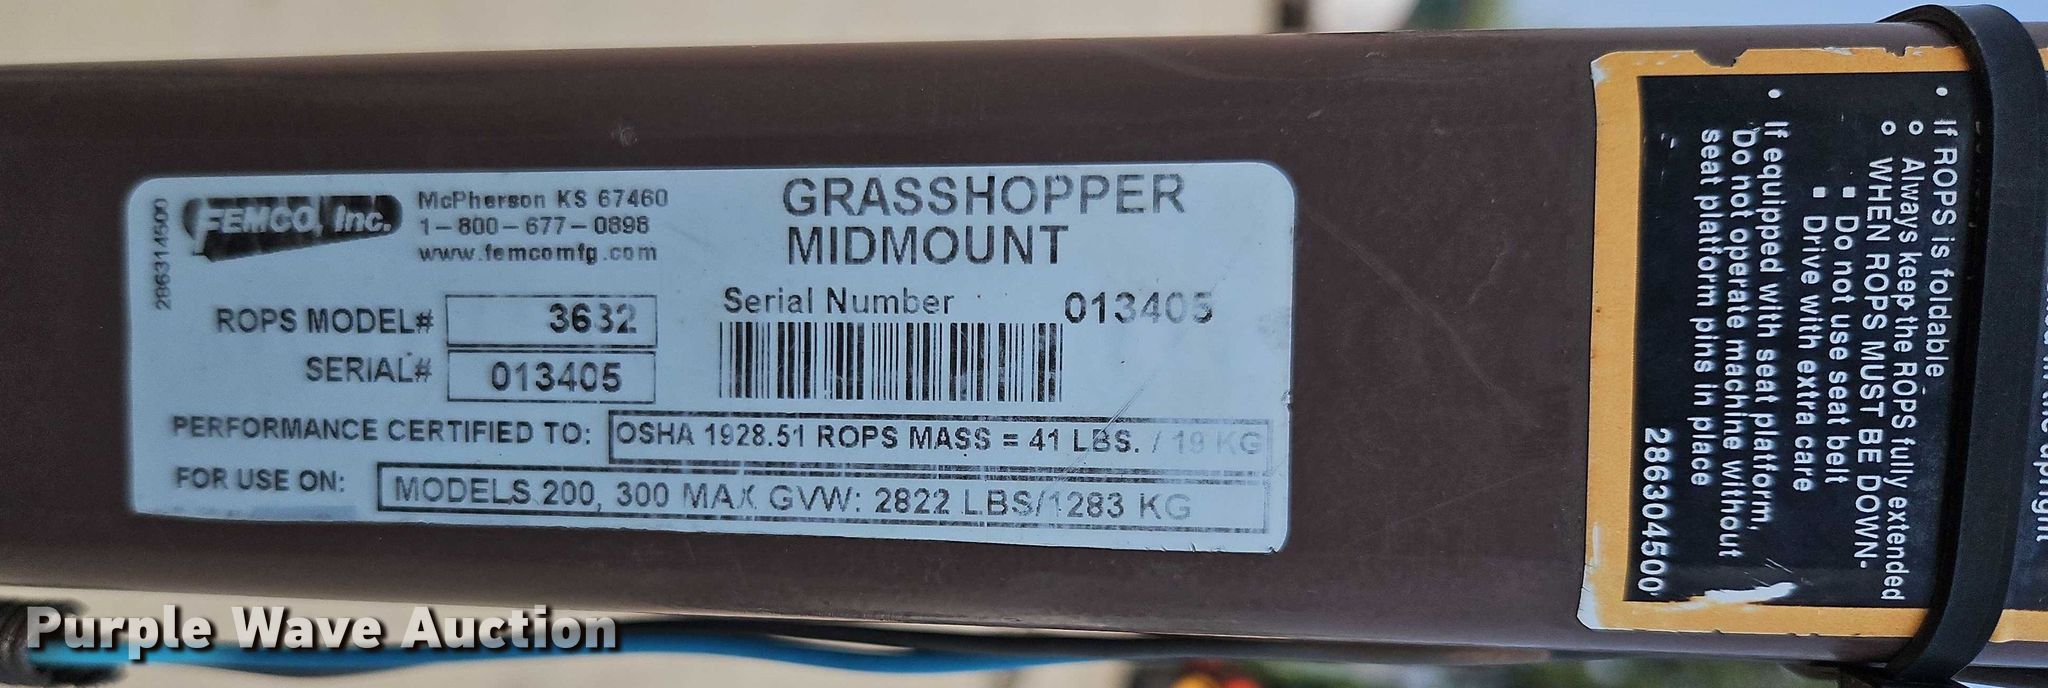 286314500
FEMCO, Inc.
McPherson KS 67460
1-800-677-0898
www.femcomfg.com
GRASSHOPPER
MIDMOUNT
ROPS MODEL# 3632
SERIAL# 013405
Serial Number 013405
PERFORMANCE CERTIFIED TO: OSHA 1928.51 ROPS MASS = 41 LBS. / 19 KG
FOR USE ON: MODELS 200, 300 MAX GVW: 2822 LBS/1283 KG
• If ROPS is foldable
○ Always keep the ROPS fully extended
○ WHEN ROPS MUST BE DOWN-
▪ Do not use seat belt
▪ Drive with extra care
• If equipped with seat platform,
Do not operate machine without
seat platform pins in place
286304500
upright
Purple Wave Auction